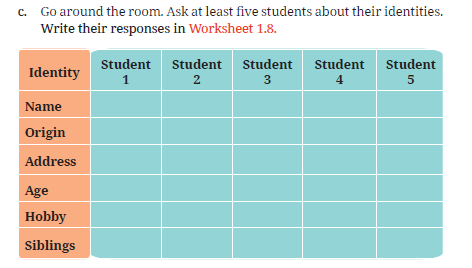 c. Go around the room. Ask at least five students about their identities.
Write their responses in Worksheet 1.8.
Identity Student 1 Student 2 Student 3 Student 4 Student 5
Name
Origin
Address
Age
Hobby
Siblings